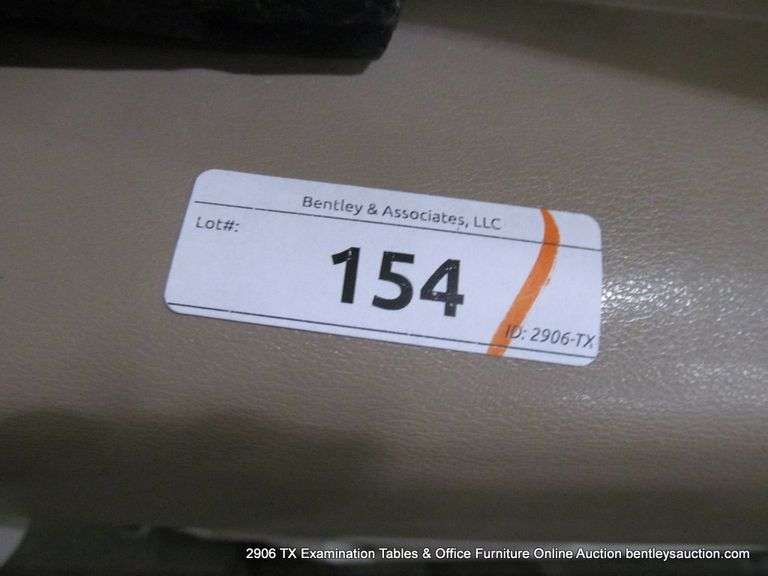 Bentley & Associates, LLC
Lot#:
154
ID: 2906-TX
2906 TX Examination Tables & Office Furniture Online Auction bentleysauction.com